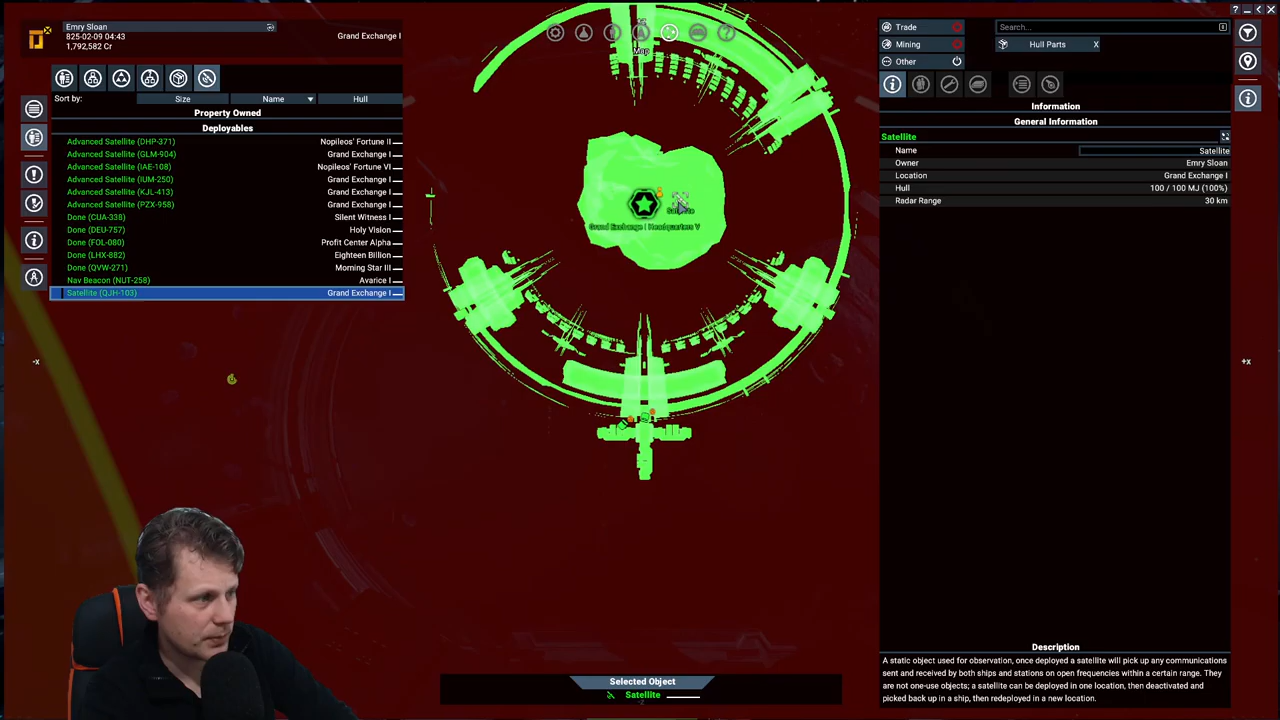 Emry Sloan
825-02-09 04:43
1,792,582 Cr
Grand Exchange I
Sort by:
Size
Name
Hull
Property Owned
Deployables
Advanced Satellite (DHP-371) Nopileos' Fortune II
Advanced Satellite (GLM-904) Grand Exchange I
Advanced Satellite (IAE-108) Nopileos' Fortune VI
Advanced Satellite (IUM-250) Grand Exchange I
Advanced Satellite (KJL-413) Grand Exchange I
Advanced Satellite (PZX-958) Grand Exchange I
Done (CUA-338) Silent Witness I
Done (DEU-757) Holy Vision
Done (FOL-080) Profit Center Alpha
Done (LHX-882) Eighteen Billion
Done (QVW-271) Morning Star III
Nav Beacon (NUT-258) Avarice I
Satellite (QJH-103) Grand Exchange I
-x
Map
Satellite
Grand Exchange I Headquarters V
+x
Selected Object
Satellite
-z
Trade
Mining
Other
Search...
Hull Parts X
Information
General Information
Satellite
Name Satellite
Owner Emry Sloan
Location Grand Exchange I
Hull 100 / 100 MJ (100%)
Radar Range 30 km
Description
A static object used for observation, once deployed a satellite will pick up any communications
sent and received by both ships and stations on open frequencies within a certain range. They
are not one-use objects; a satellite can be deployed in one location, then deactivated and
picked back up in a ship, then redeployed in a new location.